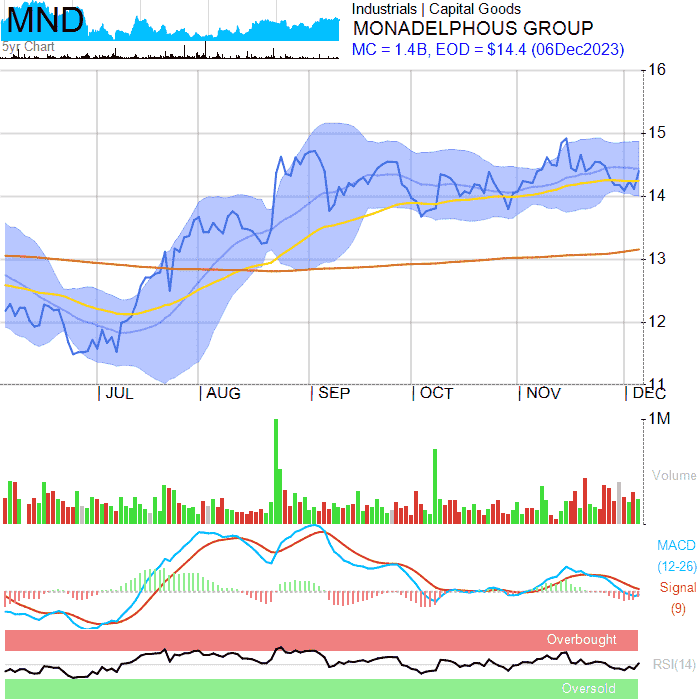 MND
5yr Chart
Industrials | Capital Goods
MONADELPHOUS GROUP
MC = 1.4B, EOD = $14.4 (06Dec2023)
16
15
14
13
12
11
| JUL | AUG | SEP | OCT | NOV | DEC
1M
Volume
MACD
(12-26)
Signal
(9)
Overbought
RSI(14)
Oversold